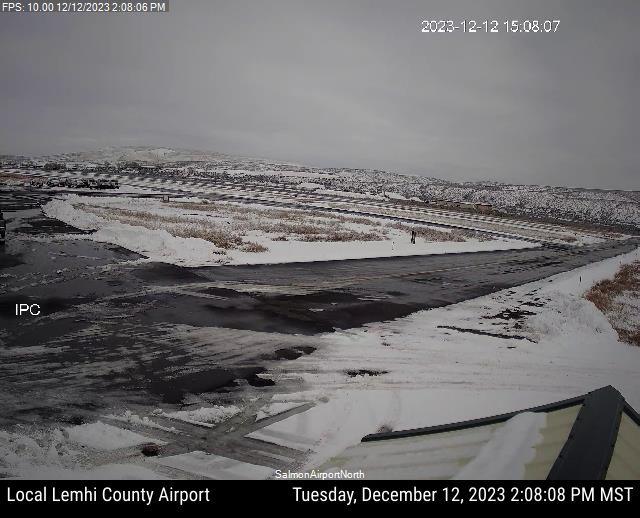 FPS: 10.00 12/12/2023 2:08:06 PM
2023-12-12 15:08:07
IPC
SalmonAirportNorth
Local Lemhi County Airport Tuesday, December 12, 2023 2:08:08 PM MST